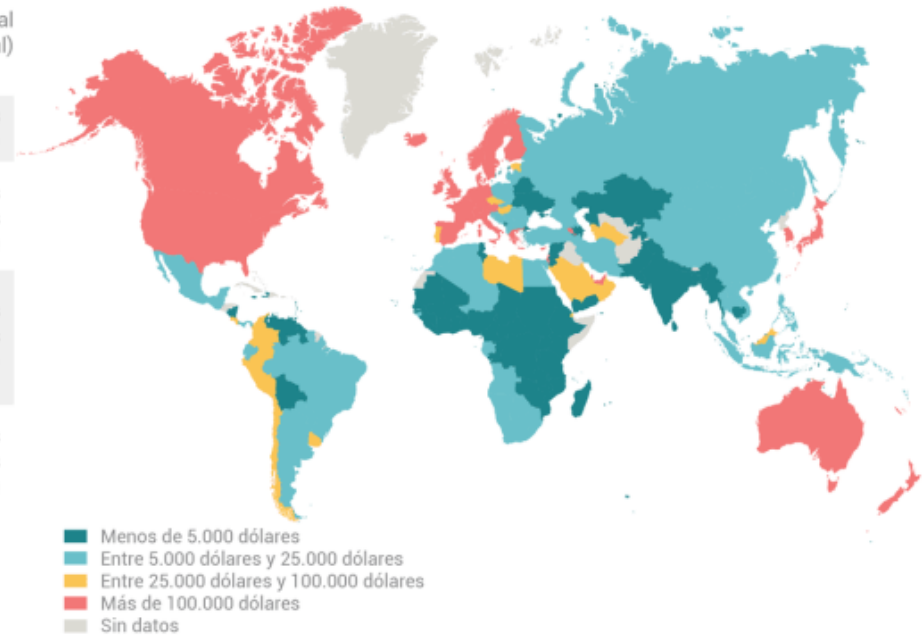 al
l)
Menos de 5.000 dólares
Entre 5.000 dólares y 25.000 dólares
Entre 25.000 dólares y 100.000 dólares
Más de 100.000 dólares
Sin datos